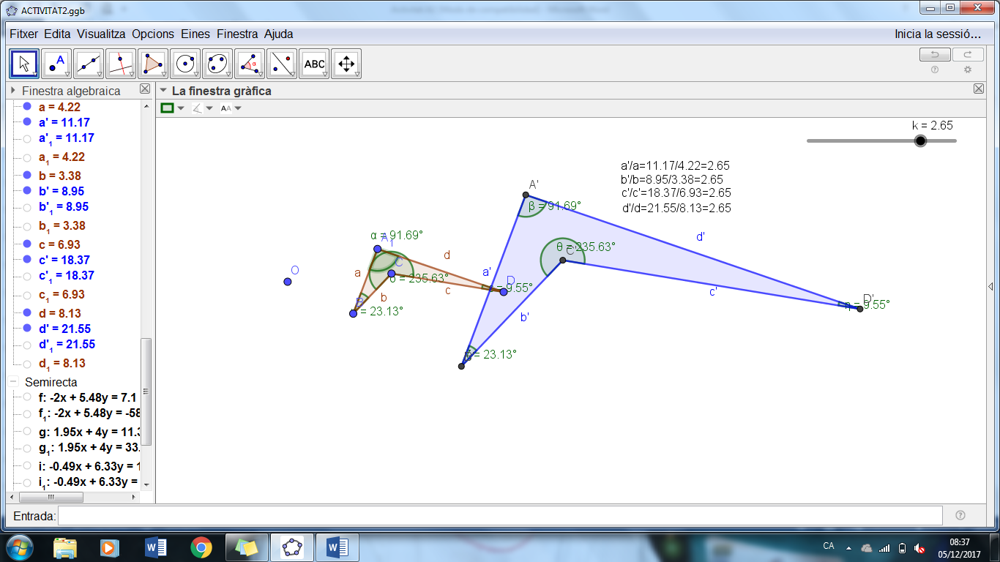 ACTIVITAT2.ggb
Fitxer Edita Visualitza Opcions Eines Finestra Ajuda
Inicia la sessió...
A
α
ABC
Finestra algebraica
La finestra gràfica
AA
a = 4.22
a' = 11.17
a'₁ = 11.17
a₁ = 4.22
b = 3.38
b' = 8.95
b'₁ = 8.95
b₁ = 3.38
c = 6.93
c' = 18.37
c'₁ = 18.37
c₁ = 6.93
d = 8.13
d' = 21.55
d'₁ = 21.55
d₁ = 8.13
Semirecta
f: -2x + 5.48y = 7.1
f₁: -2x + 5.48y = -58
g: 1.95x + 4y = 11.3
g₁: 1.95x + 4y = 33.
i: -0.49x + 6.33y = 1
i₁: -0.49x + 6.33y =
k = 2.65
a'/a=11.17/4.22=2.65
b'/b=8.95/3.38=2.65
c'/c'=18.37/6.93=2.65
d'/d=21.55/8.13=2.65
A'
β = 91.69°
α = 91.69°
A₁
d'
θ = 235.63°
C'
d
C
O
a
a'
δ = 235.63°
D
= 9.55°
c
c'
b
D'
η = 9.55°
= 23.13°
b'
= 23.13°
Entrada:
CA
08:37
05/12/2017